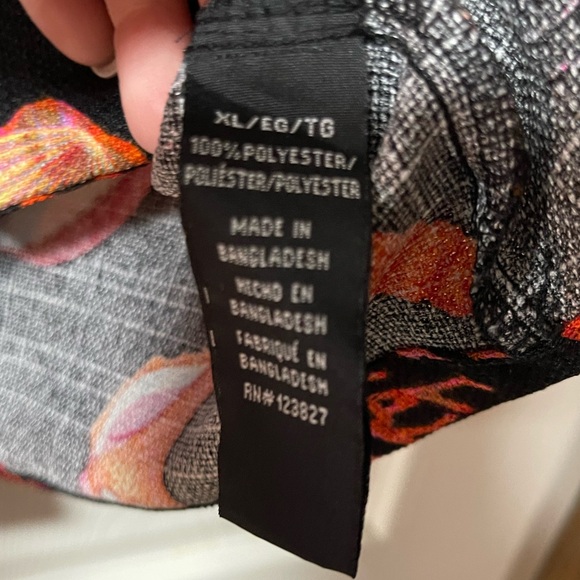 XL/EG/TG
100%POLYESTER/
POLIÉSTER/POLYESTER
MADE IN
BANGLADESH
HECHO EN
BANGLADESH
FABRIQUÉ EN
BANGLADESH
RN#123827